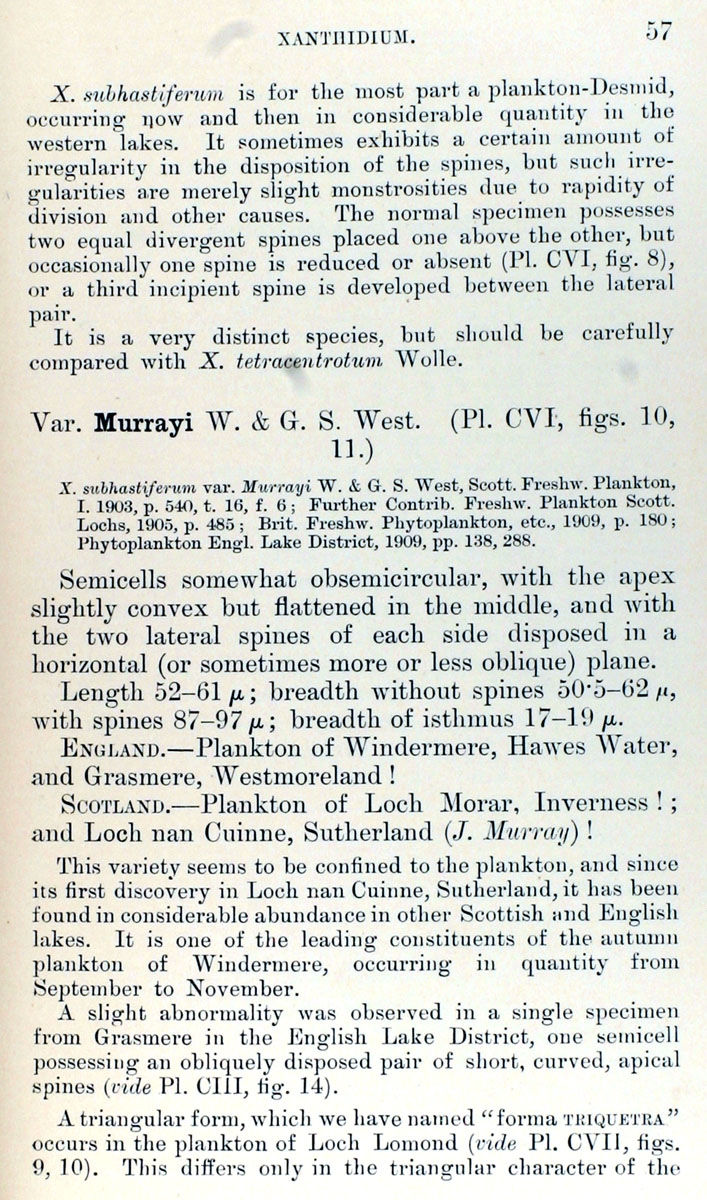 XANTHIDIUM. 57
X. subhastiferum is for the most part a plankton-Desmid,
occurring now and then in considerable quantity in the
western lakes. It sometimes exhibits a certain amount of
irregularity in the disposition of the spines, but such irre-
gularities are merely slight monstrosities due to rapidity of
division and other causes. The normal specimen possesses
two equal divergent spines placed one above the other, but
occasionally one spine is reduced or absent (Pl. CVI, fig. 8),
or a third incipient spine is developed between the lateral
pair.
It is a very distinct species, but should be carefully
compared with X. tetracentrotum Wolle.
Var. Murrayi W. & G. S. West. (Pl. CVI, figs. 10,
11.)
X. subhastiferum var. Murrayi W. & G. S. West, Scott. Freshw. Plankton,
I. 1903, p. 540, t. 16, f. 6; Further Contrib. Freshw. Plankton Scott.
Lochs, 1905, p. 485; Brit. Freshw. Phytoplankton, etc., 1909, p. 180;
Phytoplankton Engl. Lake District, 1909, pp. 138, 288.
Semicells somewhat obsemicircular, with the apex
slightly convex but flattened in the middle, and with
the two lateral spines of each side disposed in a
horizontal (or sometimes more or less oblique) plane.
Length 52–61 μ; breadth without spines 50·5–62 μ,
with spines 87–97 μ; breadth of isthmus 17–19 μ.
ENGLAND.—Plankton of Windermere, Hawes Water,
and Grasmere, Westmoreland!
SCOTLAND.—Plankton of Loch Morar, Inverness!;
and Loch nan Cuinne, Sutherland (J. Murray)!
This variety seems to be confined to the plankton, and since
its first discovery in Loch nan Cuinne, Sutherland, it has been
found in considerable abundance in other Scottish and English
lakes. It is one of the leading constituents of the autumn
plankton of Windermere, occurring in quantity from
September to November.
A slight abnormality was observed in a single specimen
from Grasmere in the English Lake District, one semicell
possessing an obliquely disposed pair of short, curved, apical
spines (vide Pl. CIII, fig. 14).
A triangular form, which we have named "forma TRIQUETRA"
occurs in the plankton of Loch Lomond (vide Pl. CVII, figs.
9, 10). This differs only in the triangular character of the